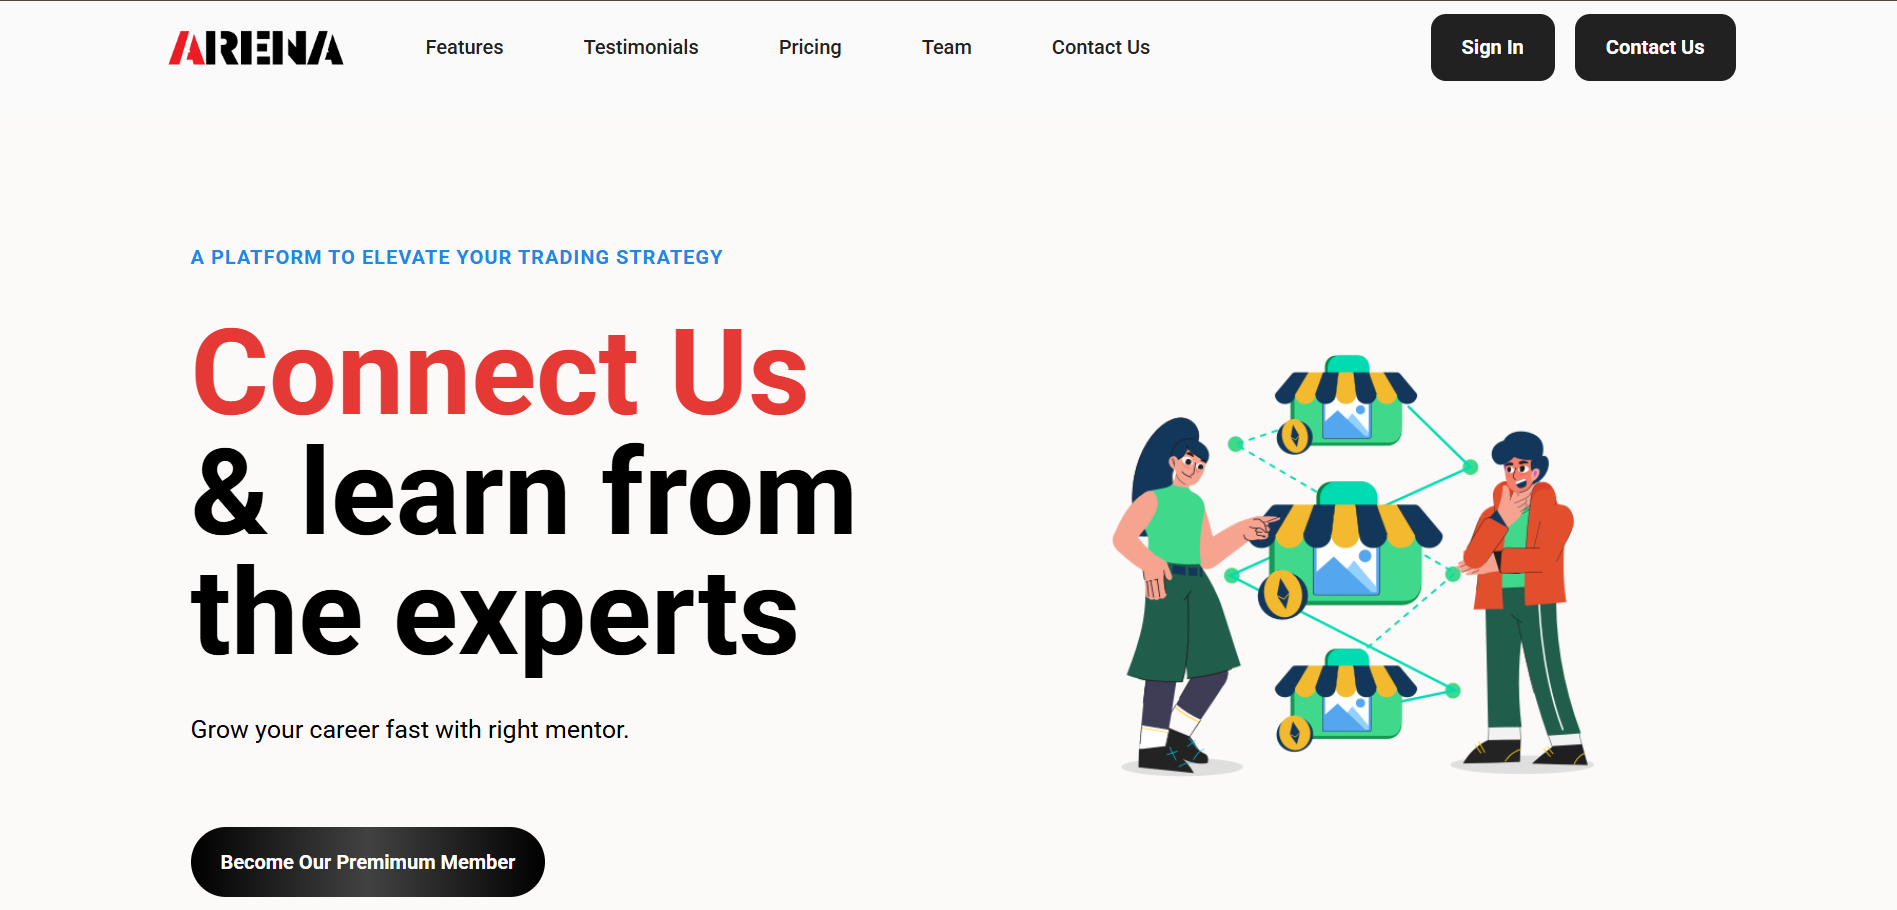 ARENA Features Testimonials Pricing Team Contact Us Sign In Contact Us
A PLATFORM TO ELEVATE YOUR TRADING STRATEGY
Connect Us
& learn from
the experts
Grow your career fast with right mentor.
Become Our Premimum Member